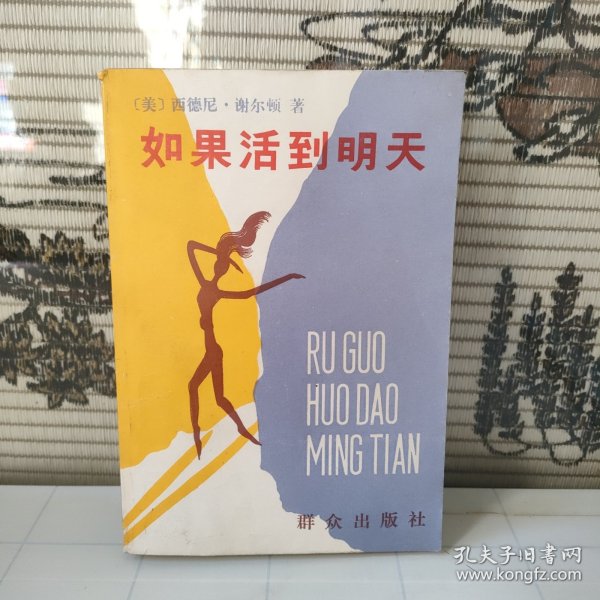 〔美〕西德尼·谢尔顿 著
如果活到明天
RU GUO
HUO DAO
MING TIAN
群众出版社
孔夫子旧书网
www.kongfz.com